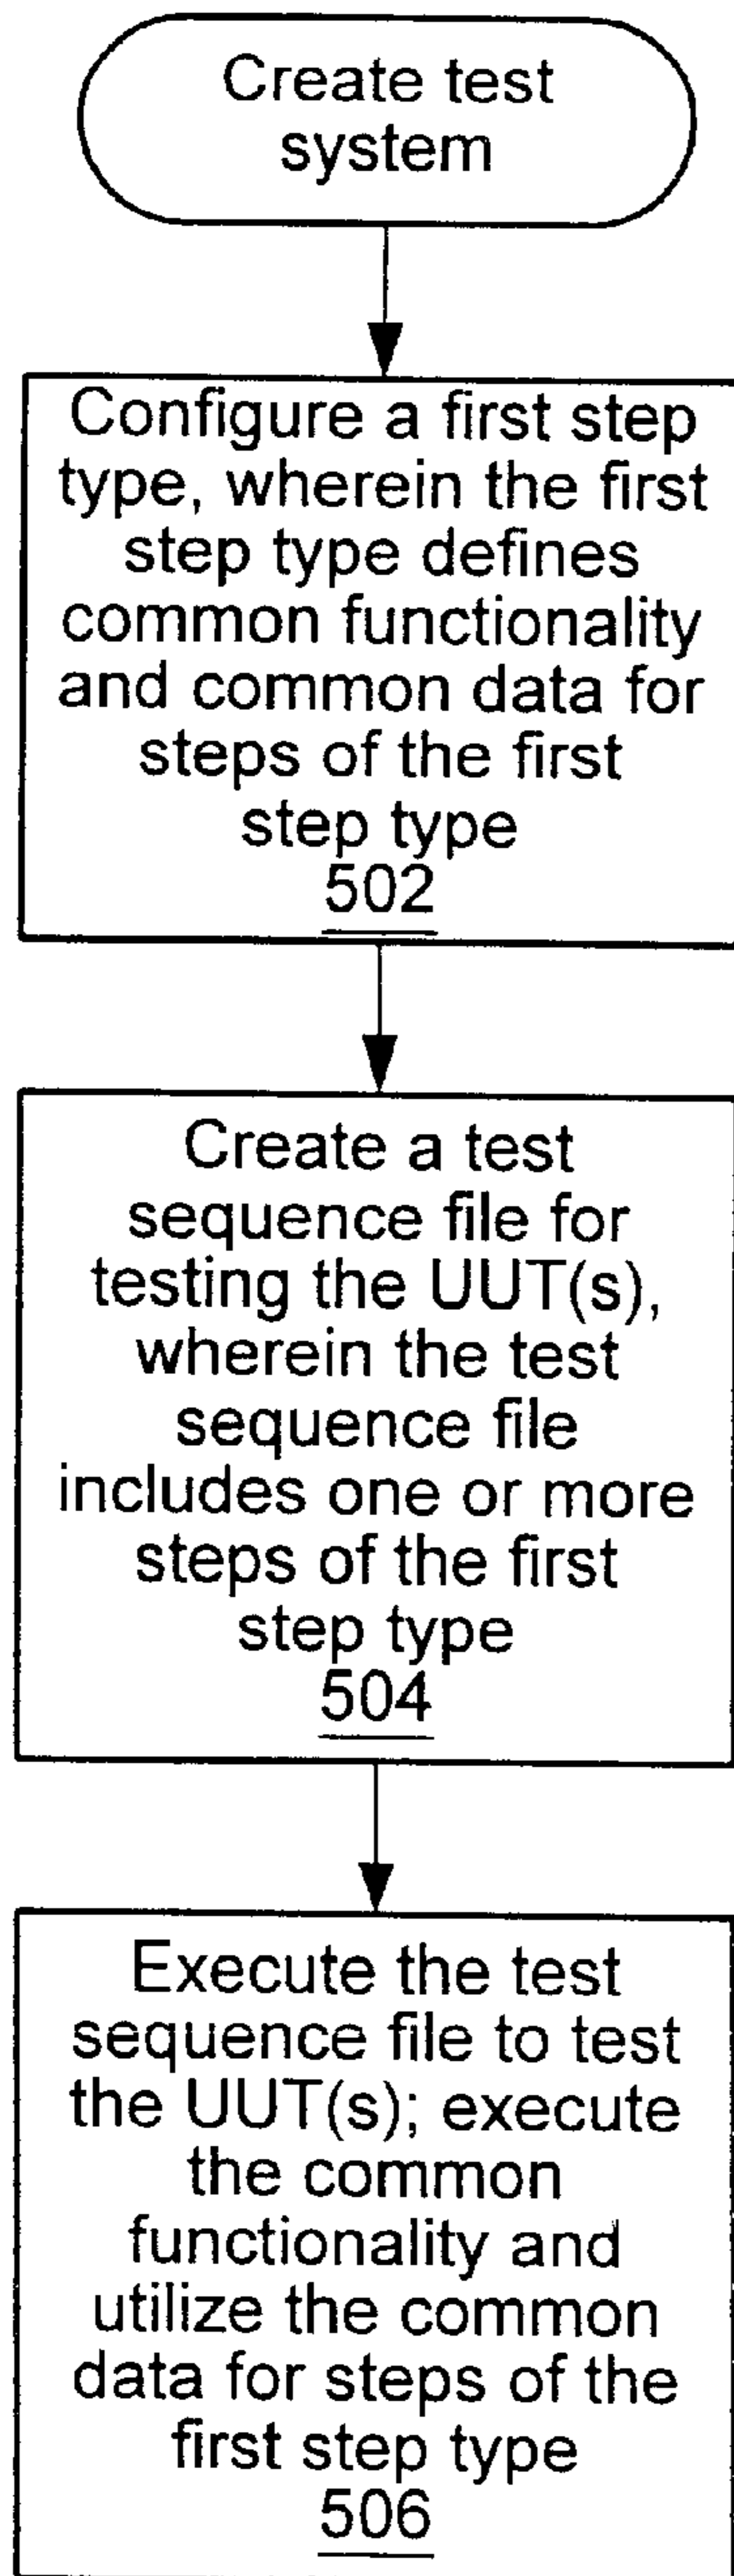 Create test
system
Configure a first step
type, wherein the first
step type defines
common functionality
and common data for
steps of the first
step type
502
Create a test
sequence file for
testing the UUT(s),
wherein the test
sequence file
includes one or more
steps of the first
step type
504
Execute the test
sequence file to test
the UUT(s); execute
the common
functionality and
utilize the common
data for steps of the
first step type
506